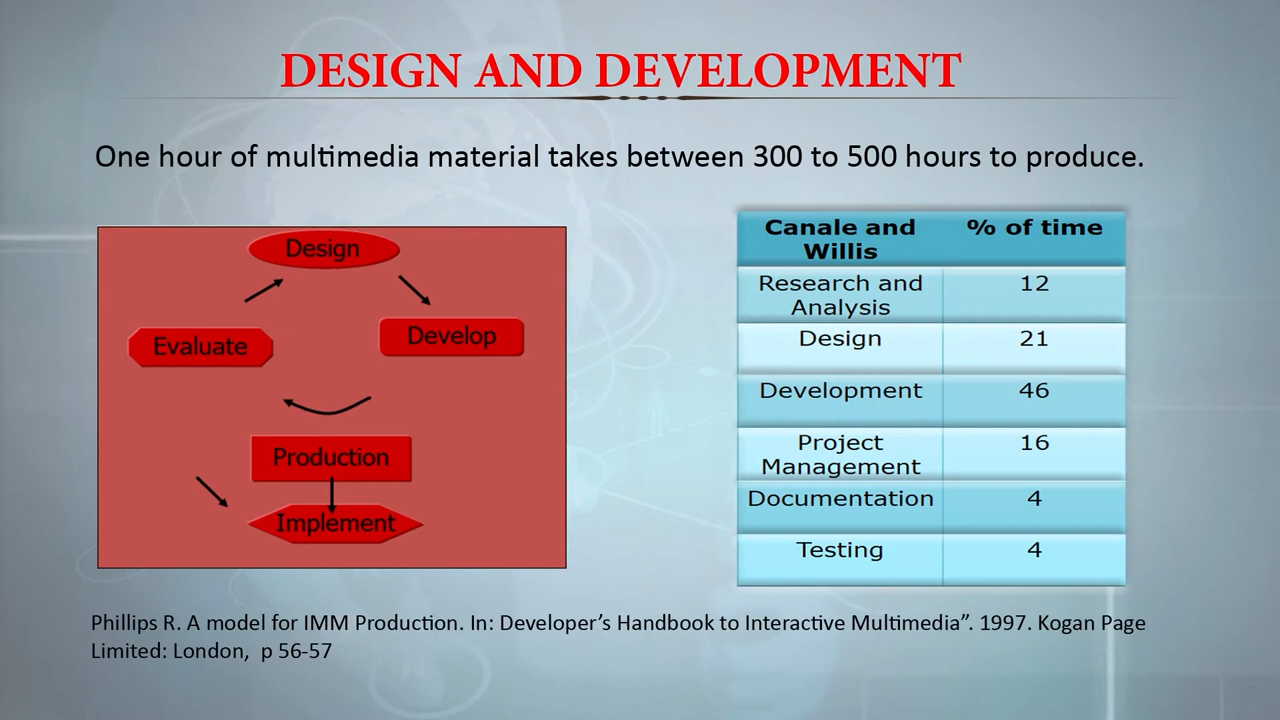 DESIGN AND DEVELOPMENT
One hour of multimedia material takes between 300 to 500 hours to produce.
Design
Evaluate
Develop
Production
Implement
Canale and Willis % of time
Research and Analysis 12
Design 21
Development 46
Project Management 16
Documentation 4
Testing 4
Phillips R. A model for IMM Production. In: Developer’s Handbook to Interactive Multimedia”. 1997. Kogan Page
Limited: London, p 56-57